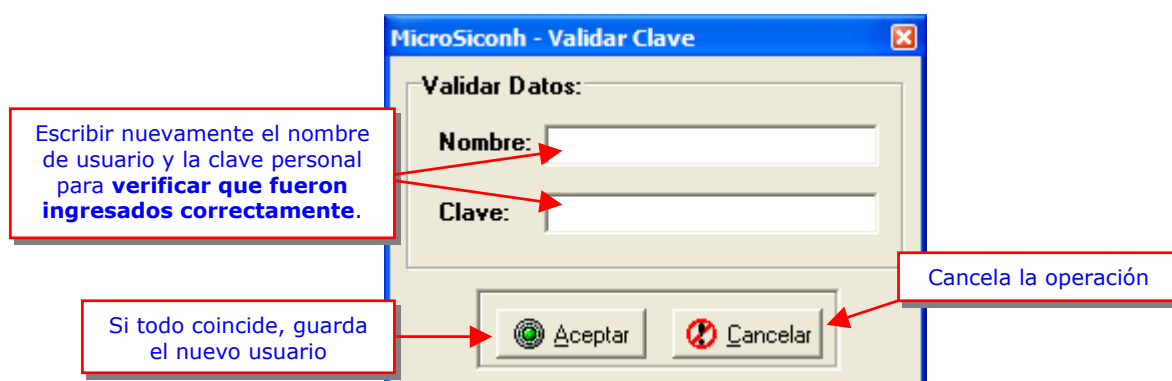 MicroSiconh - Validar Clave
Validar Datos:
Escribir nuevamente el nombre
de usuario y la clave personal
para verificar que fueron
ingresados correctamente.
Nombre:
Clave:
Cancela la operación
Si todo coincide, guarda
el nuevo usuario
Aceptar
Cancelar